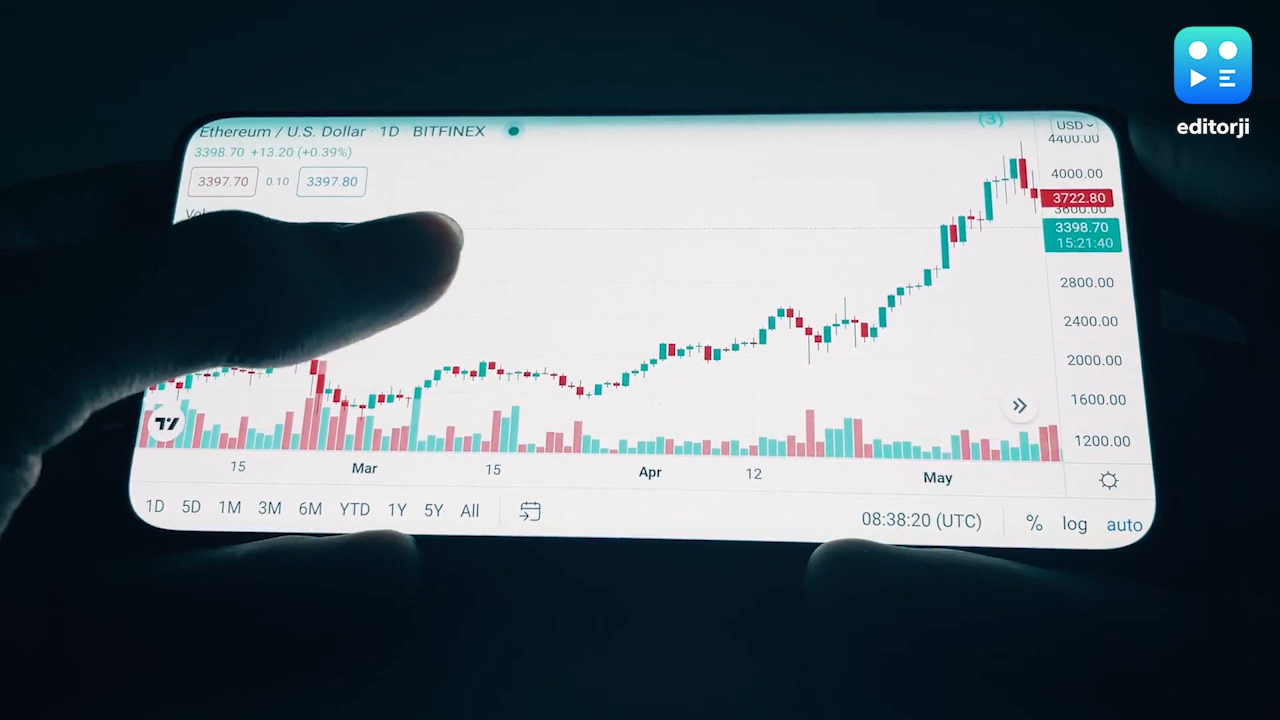 editorji
Ethereum / U.S. Dollar 1D BITFINEX
3398.70 +13.20 (+0.39%)
3397.70 0.10 3397.80
(3)
USD
4400.00
4000.00
3722.80
3600.00
3398.70
15:21:40
2800.00
2400.00
2000.00
1600.00
1200.00
15 Mar 15 Apr 12 May
1D 5D 1M 3M 6M YTD 1Y 5Y All
08:38:20 (UTC) % log auto